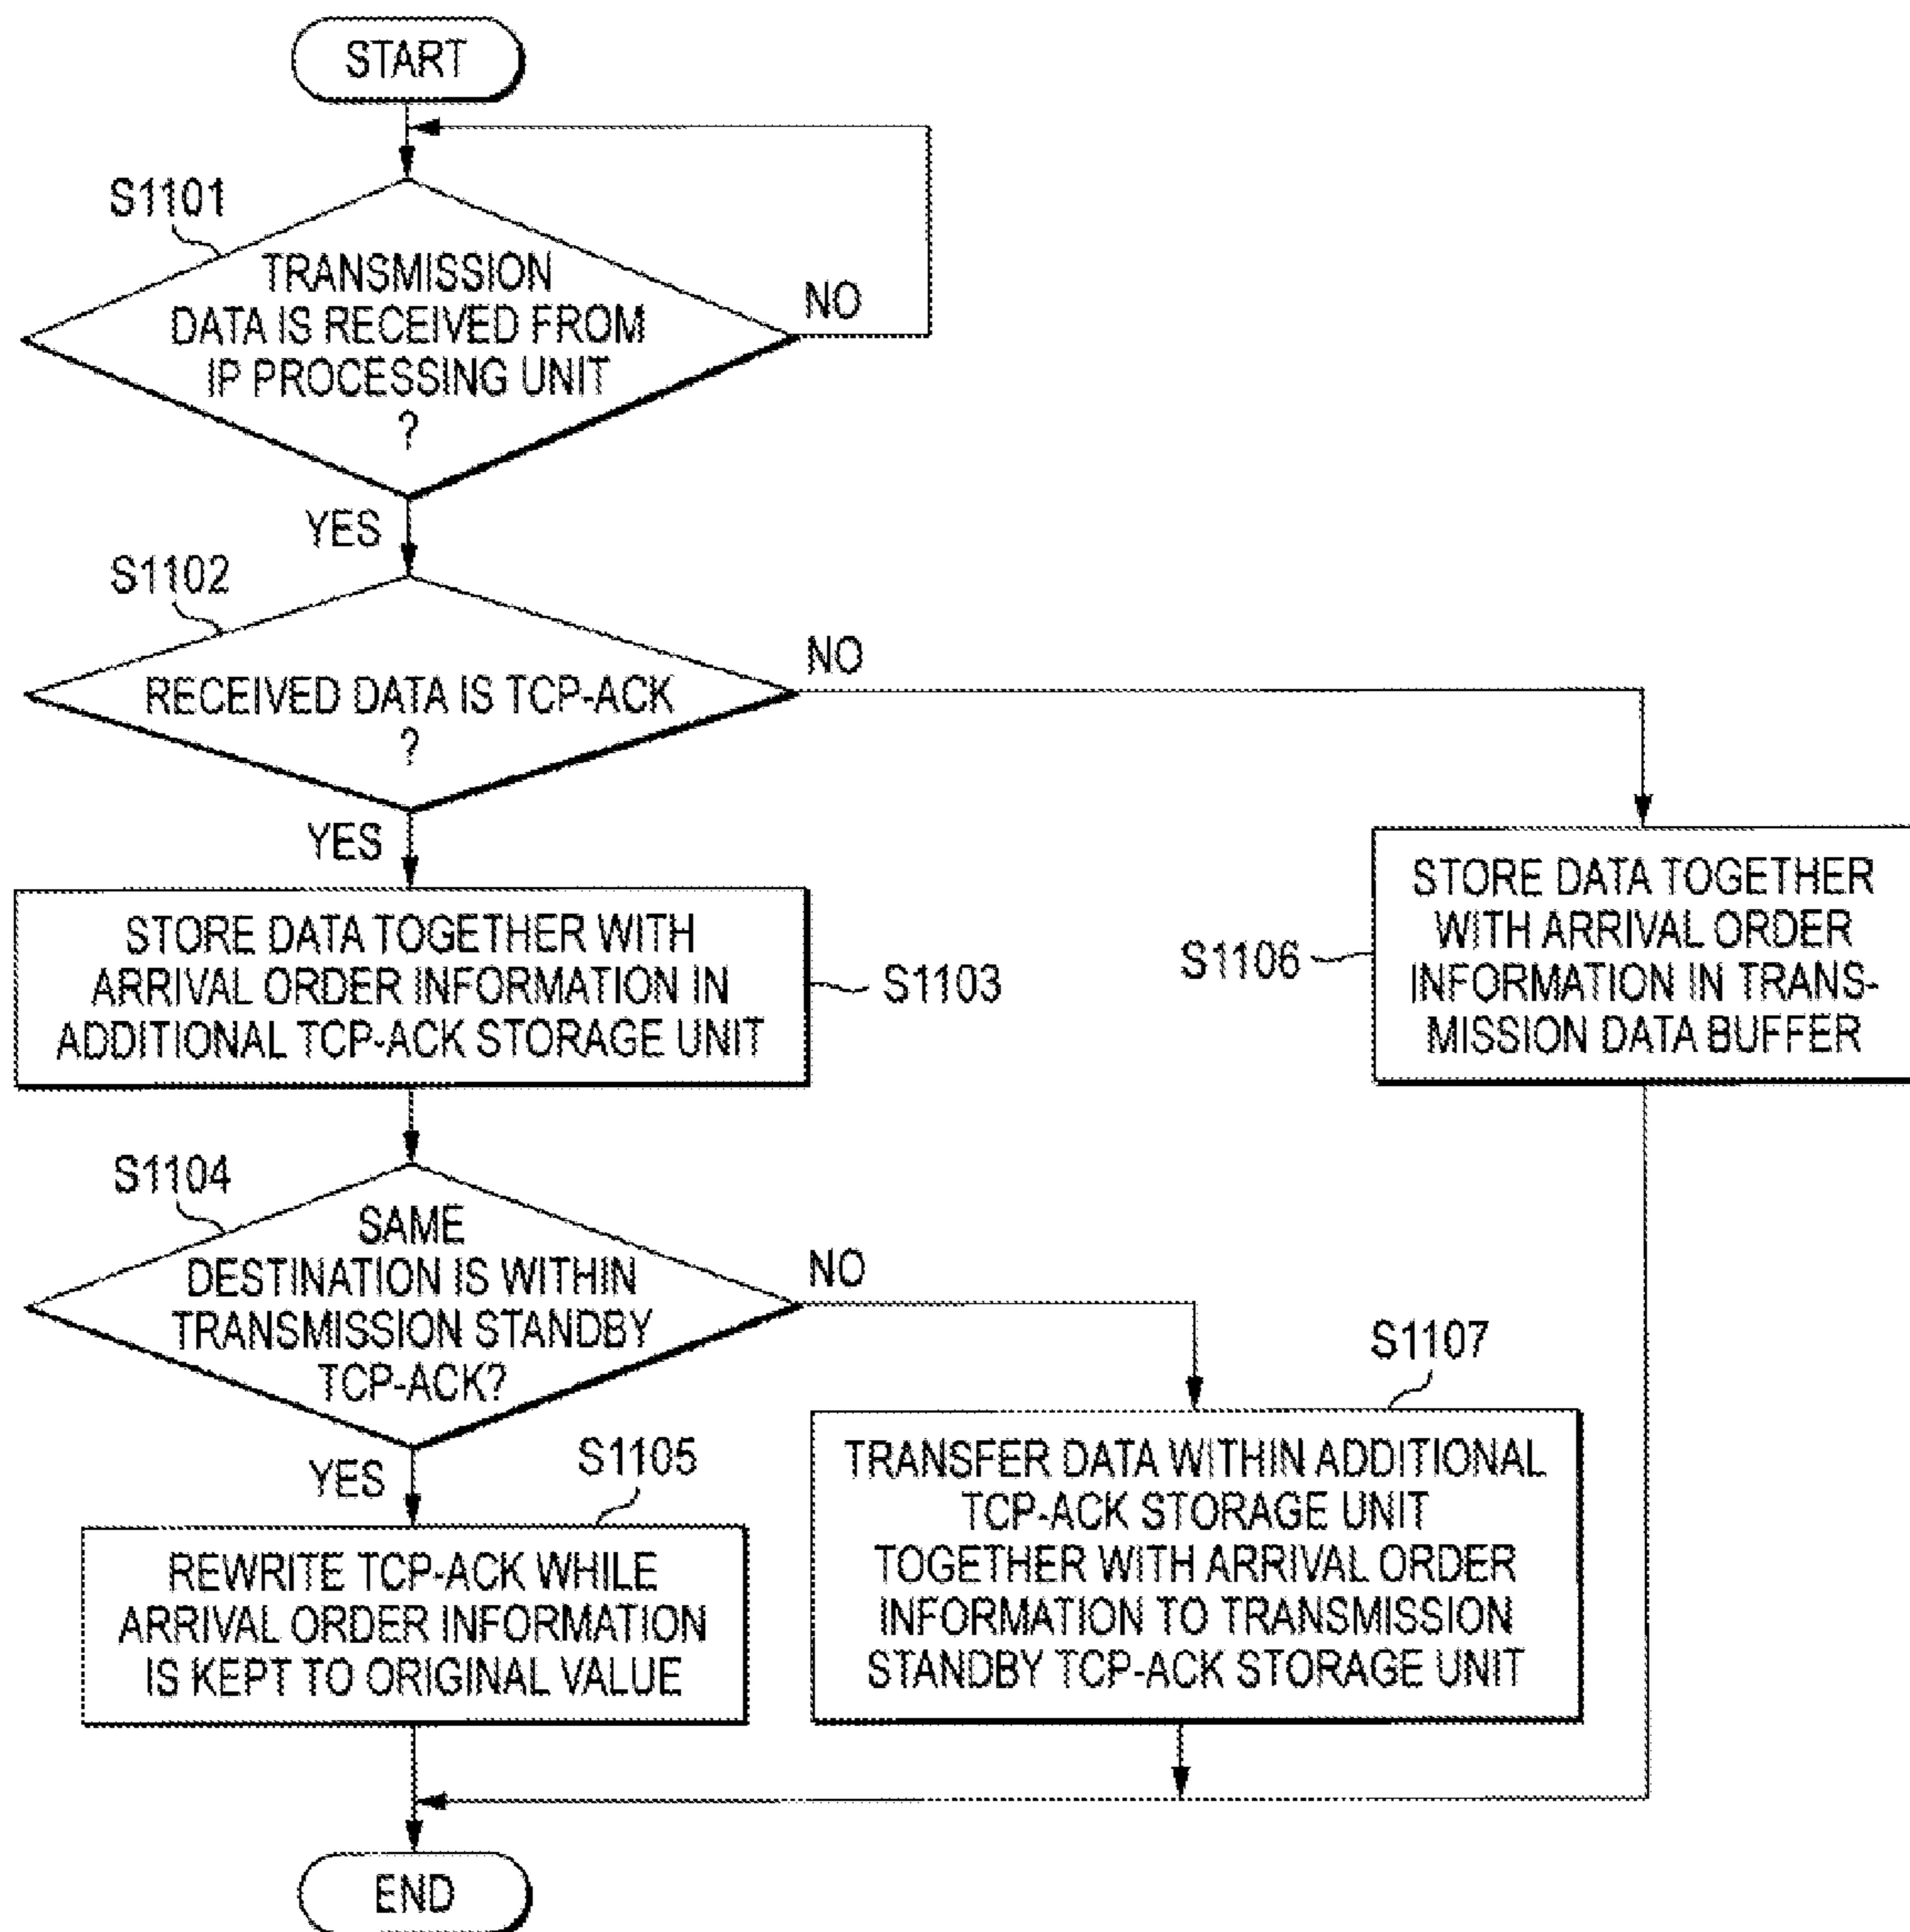 START
S1101
TRANSMISSION
DATA IS RECEIVED FROM
IP PROCESSING UNIT
?
NO
YES
S1102
RECEIVED DATA IS TCP-ACK
?
NO
YES
STORE DATA TOGETHER WITH
ARRIVAL ORDER INFORMATION IN
ADDITIONAL TCP-ACK STORAGE UNIT
S1103
S1106
STORE DATA TOGETHER
WITH ARRIVAL ORDER
INFORMATION IN TRANS-
MISSION DATA BUFFER
S1104
SAME
DESTINATION IS WITHIN
TRANSMISSION STANDBY
TCP-ACK?
NO
YES
S1105
REWRITE TCP-ACK WHILE
ARRIVAL ORDER INFORMATION
IS KEPT TO ORIGINAL VALUE
S1107
TRANSFER DATA WITHIN ADDITIONAL
TCP-ACK STORAGE UNIT
TOGETHER WITH ARRIVAL ORDER
INFORMATION TO TRANSMISSION
STANDBY TCP-ACK STORAGE UNIT
END